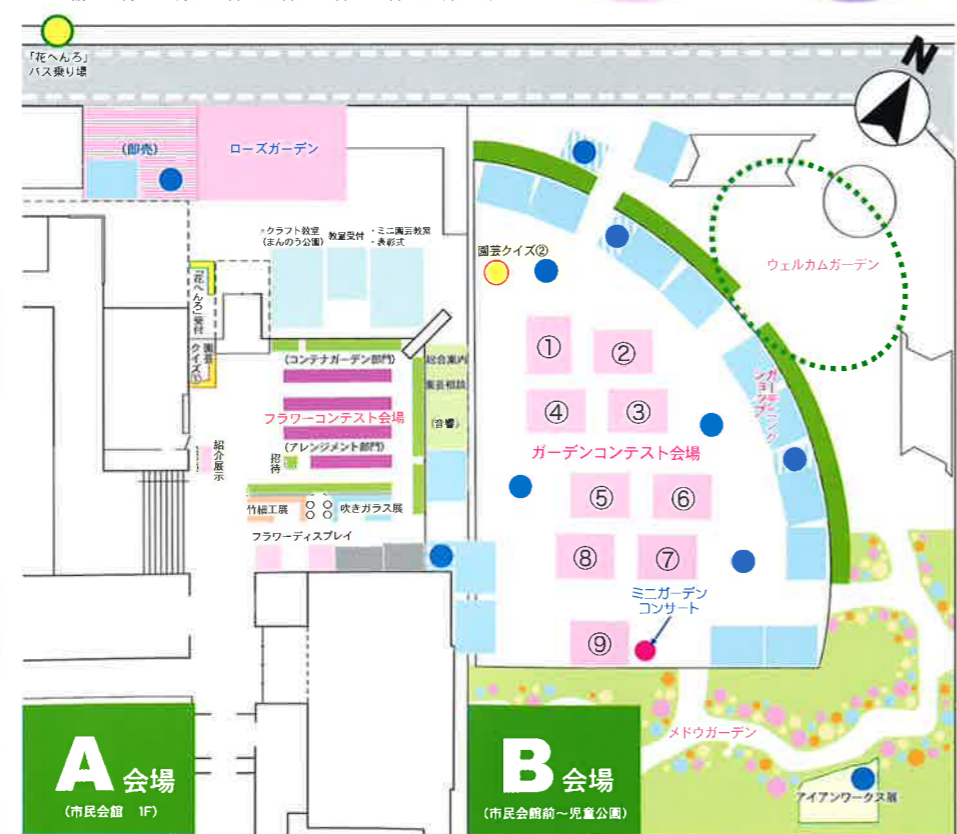 「花へんろ」
バス乗り場
N
(即売)
ローズガーデン
・クラフト教室
(まんのう公園)
教室受付
・ミニ園芸教室
・表彰式
「花へんろ」受付
園芸
クイズ①
(コンテナガーデン部門)
フラワーコンテスト会場
(アレンジメント部門)
招待
紹介展示
総合案内
園芸相談
(音響)
竹細工展
吹きガラス展
フラワーディスプレイ
園芸クイズ②
ウェルカムガーデン
①
②
④
③
ガーデンコンテスト会場
ガーデニング
ショップ
⑤
⑥
⑧
⑦
ミニガーデン
コンサート
⑨
メドウガーデン
アイアンワークス展
A会場
(市民会館 1F)
B会場
(市民会館前~児童公園)